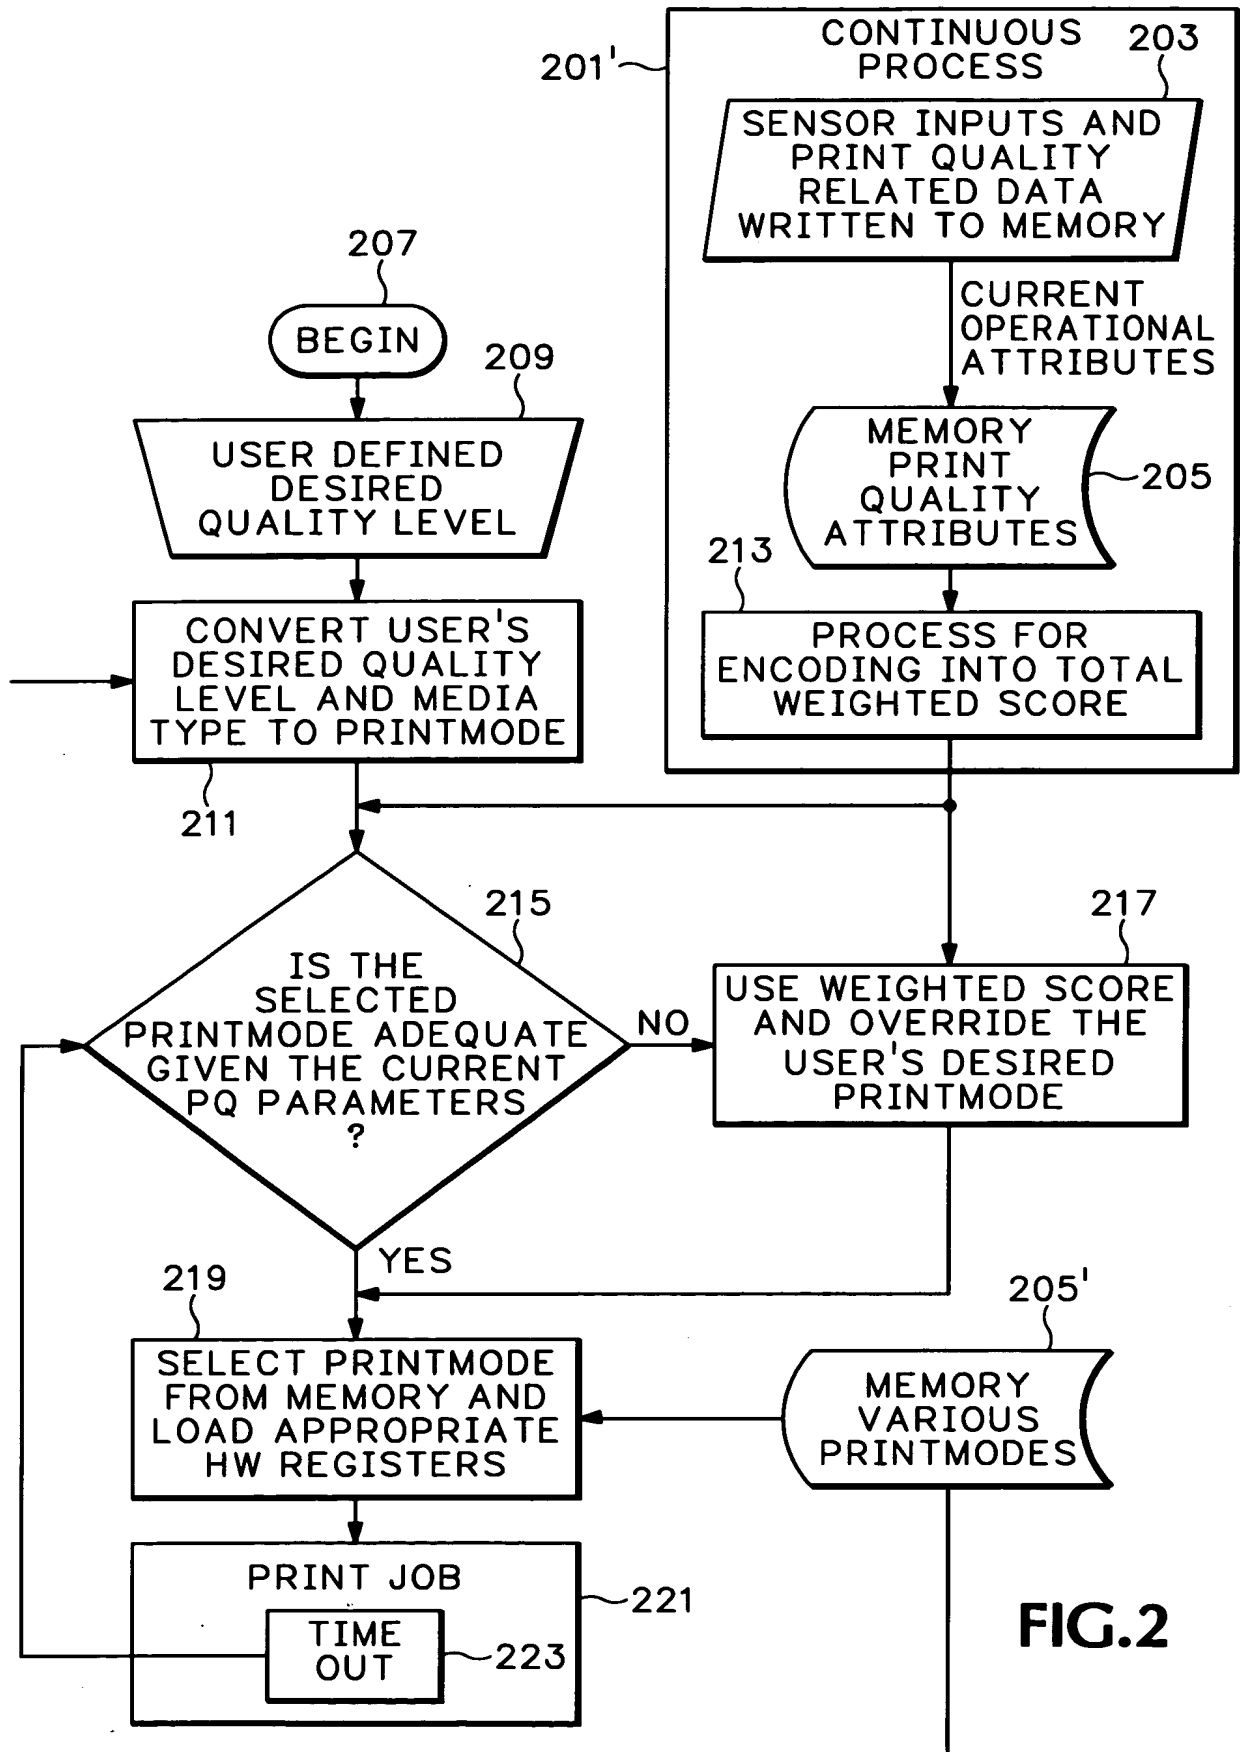 CONTINUOUS
PROCESS
201'
203
SENSOR INPUTS AND
PRINT QUALITY
RELATED DATA
WRITTEN TO MEMORY
CURRENT
OPERATIONAL
ATTRIBUTES
207
BEGIN
209
USER DEFINED
DESIRED
QUALITY LEVEL
MEMORY
PRINT
QUALITY
ATTRIBUTES
205
213
PROCESS FOR
ENCODING INTO TOTAL
WEIGHTED SCORE
CONVERT USER'S
DESIRED QUALITY
LEVEL AND MEDIA
TYPE TO PRINTMODE
211
215
IS THE
SELECTED
PRINTMODE ADEQUATE
GIVEN THE CURRENT
PQ PARAMETERS
?
NO
YES
217
USE WEIGHTED SCORE
AND OVERRIDE THE
USER'S DESIRED
PRINTMODE
219
SELECT PRINTMODE
FROM MEMORY AND
LOAD APPROPRIATE
HW REGISTERS
205'
MEMORY
VARIOUS
PRINTMODES
PRINT JOB
221
TIME
OUT
223
FIG.2